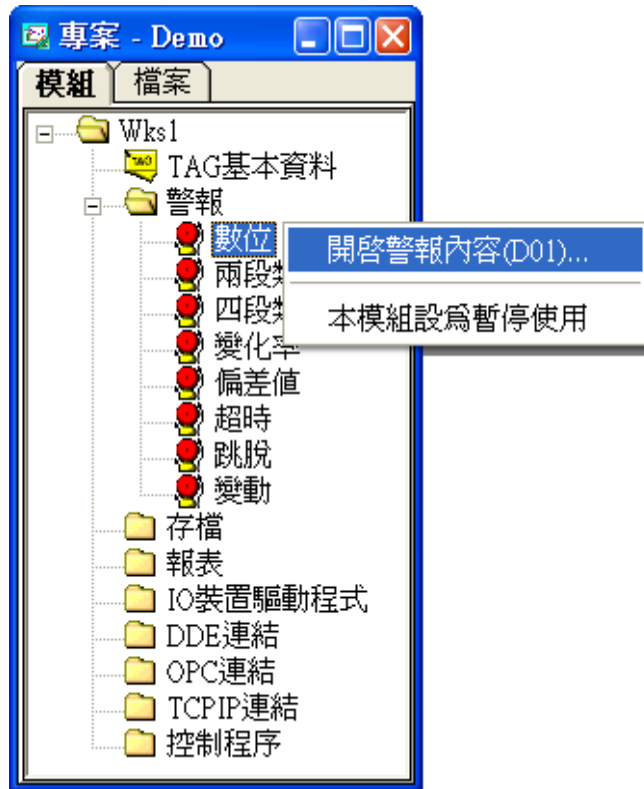 專案 - Demo
模組 檔案
Wks1
TAG基本資料
警報
數位
開啓警報內容(D01)...
兩段類
四段類
本模組設爲暫停使用
變化率
偏差值
超時
跳脫
變動
存檔
報表
IO裝置驅動程式
DDE連結
OPC連結
TCPIP連結
控制程序